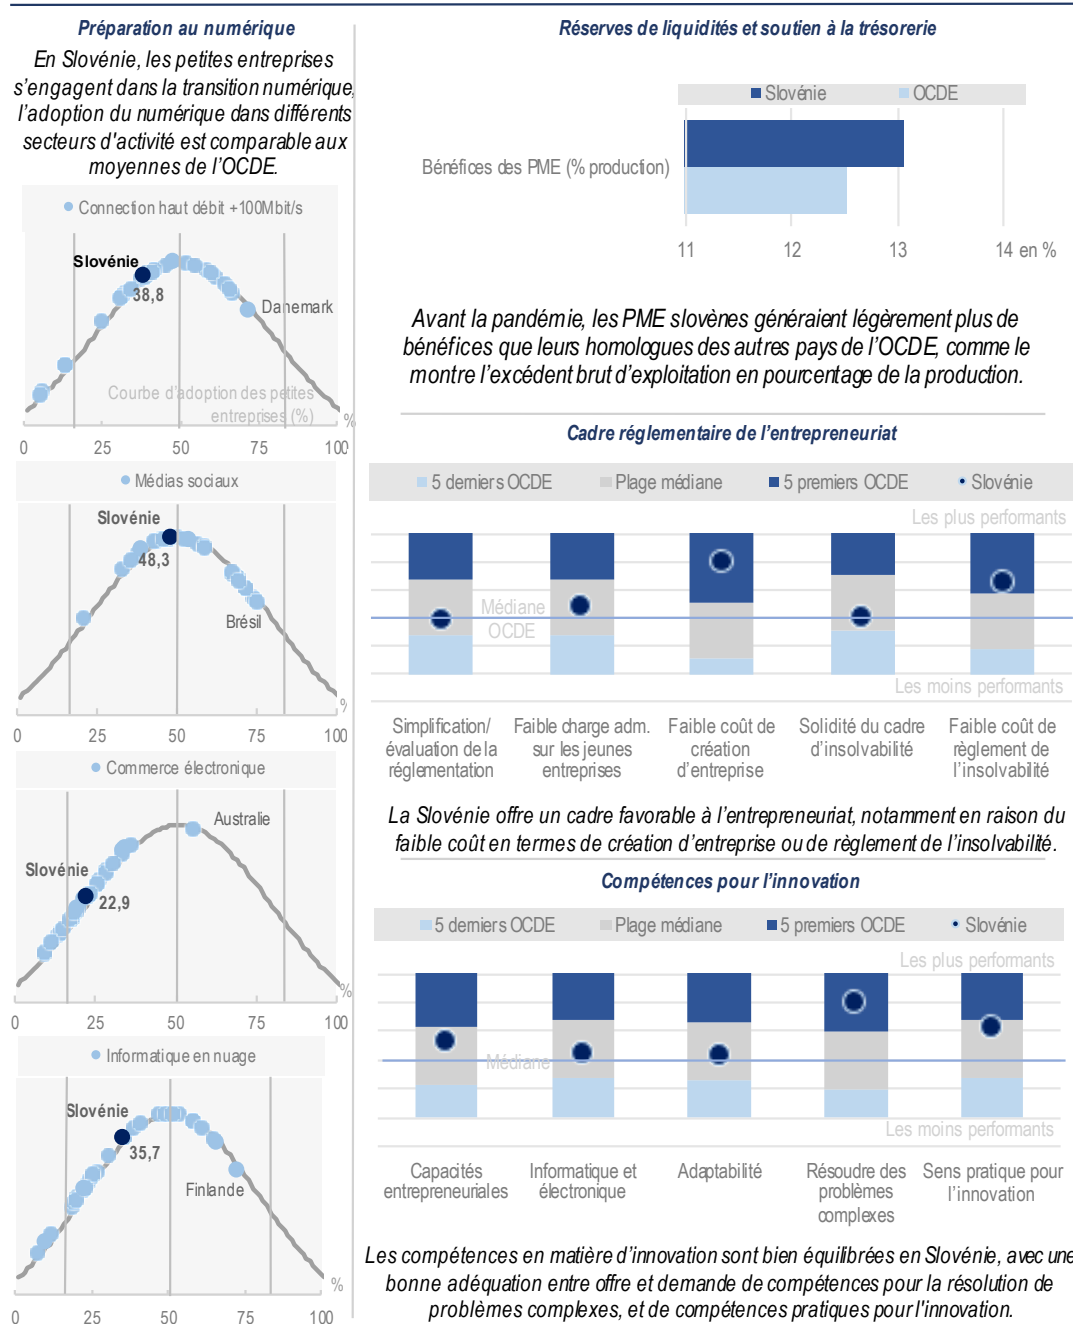 Préparation au numérique
En Slovénie, les petites entreprises
s'engagent dans la transition numérique,
l'adoption du numérique dans différents
secteurs d'activité est comparable aux
moyennes de l'OCDE.
Connection haut débit +100Mbit/s
Slovénie
38,8
Danemark
Courbe d'adoption des petites
entreprises (%)
%
0 25 50 75 100
Médias sociaux
Slovénie
48,3
Brésil
%
0 25 50 75 100
Commerce électronique
Australie
Slovénie
22,9
%
0 25 50 75 100
Informatique en nuage
Slovénie
35,7
Finlande
%
0 25 50 75 100
Réserves de liquidités et soutien à la trésorerie
Slovénie OCDE
Bénéfices des PME (% production)
11 12 13 14 en %
Avant la pandémie, les PME slovènes généraient légèrement plus de
bénéfices que leurs homologues des autres pays de l'OCDE, comme le
montre l'excédent brut d'exploitation en pourcentage de la production.
Cadre réglementaire de l'entrepreneuriat
5 derniers OCDE Plage médiane 5 premiers OCDE Slovénie
Les plus performants
Médiane
OCDE
Les moins performants
Simplification/
évaluation de la
réglementation
Faible charge adm.
sur les jeunes
entreprises
Faible coût de
création
d'entreprise
Solidité du cadre
d'insolvabilité
Faible coût de
règlement de
l'insolvabilité
La Slovénie offre un cadre favorable à l'entrepreneuriat, notamment en raison du
faible coût en termes de création d'entreprise ou de règlement de l'insolvabilité.
Compétences pour l'innovation
5 derniers OCDE Plage médiane 5 premiers OCDE Slovénie
Les plus performants
Médiane
Les moins performants
Capacités
entrepreneuriales
Informatique et
électronique
Adaptabilité
Résoudre des
problèmes
complexes
Sens pratique pour
l'innovation
Les compétences en matière d'innovation sont bien équilibrées en Slovénie, avec une
bonne adéquation entre offre et demande de compétences pour la résolution de
problèmes complexes, et de compétences pratiques pour l'innovation.